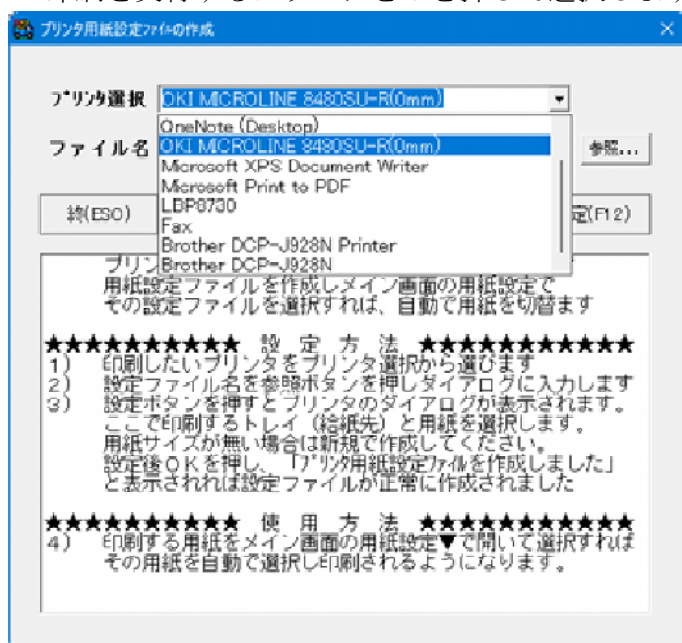 プリンタ用紙設定ファイルの作成
プリンタ選択 OKI MICROLINE 8480SU-R(0mm)
OneNote (Desktop)
ファイル名 OKI MICROLINE 8480SU-R(0mm) 参照...
Microsoft XPS Document Writer
Microsoft Print to PDF
終(ESC) LBP8730 定(F12)
Fax
Brother DCP-J928N Printer
Brother DCP-J928N
プリン
用紙設定ファイルを作成しメイン画面の用紙設定で
その設定ファイルを選択すれば、自動で用紙を切替ます
★★★★★★★★★★ 設 定 方 法 ★★★★★★★★★★★
1) 印刷したいプリンタをプリンタ選択から選びます
2) 設定ファイル名を参照ボタンを押しダイアログに入力します
3) 設定ボタンを押すとプリンタのダイアログが表示されます。
ここで印刷するトレイ（給紙先）と用紙を選択します。
用紙サイズが無い場合は新規で作成してください。
設定後ＯＫを押し、「プリンタ用紙設定ファイルを作成しました」
と表示されれば設定ファイルが正常に作成されました
★★★★★★★★★★ 使 用 方 法 ★★★★★★★★★★★
4) 印刷する用紙をメイン画面の用紙設定▼で開いて選択すれば
その用紙を自動で選択し印刷されるようになります。